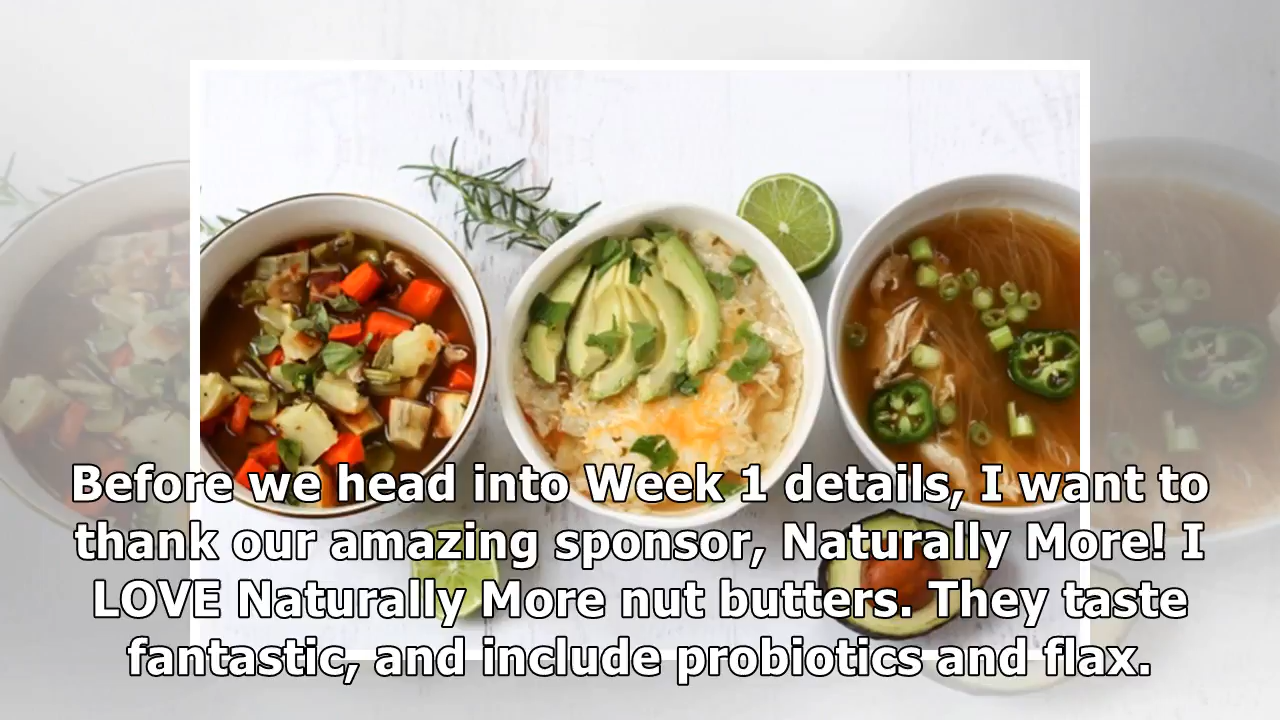 Before we head into Week 1 details, I want to
thank our amazing sponsor, Naturally More! I
LOVE Naturally More nut butters. They taste
fantastic, and include probiotics and flax.